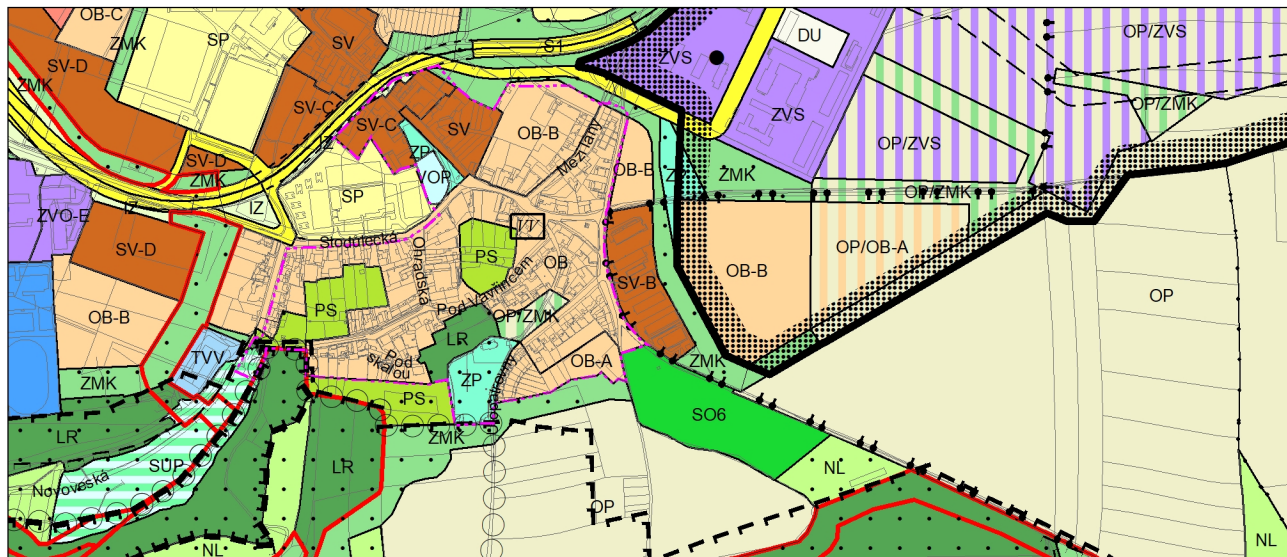 OB-C
ZMK
SP
SV
S1
ZVS
DU
OP/ZVS
SV-D
ZMK
SV-C
SV-C
SV
OB-B
Mezi lány
ZVS
OP/ZMK
IZ
ZP
VOP
OP/ZVS
SV-D
ZMK
OB-B
ZP
ZMK
OP/ZMK
ZVO-E
IZ
IZ
SP
SV-D
Stodůlecká
Ohradská
PS
OB
SV-B
OB-B
OP/OB-A
OP
PS
Pod Vavřincem
OP/ZMK
OB-B
TVV
LR
Pod
skalou
OB-A
ZMK
ZMK
ZP
PS
SO6
ZMK
LR
SUP
LR
Novoveská
NL
OP
NL
NL